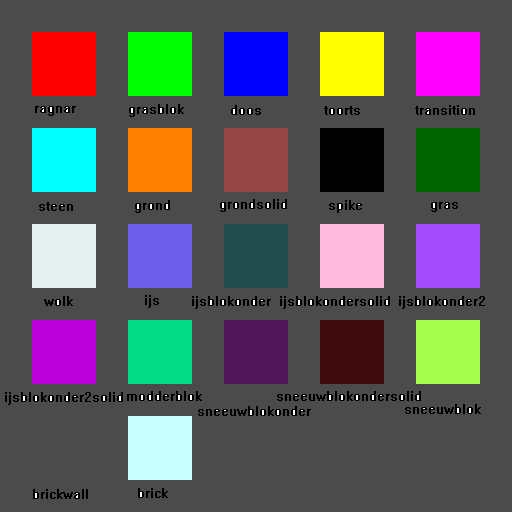 ragnar grasblok doos toorts transition
steen grond grondsolid spike gras
wolk ijs ijsblokonder ijsblokondersolid ijsblokonder2
ijsblokonder2solid modderblok sneeuwblokonder sneeuwblokondersolid sneeuwblok
brickwall brick